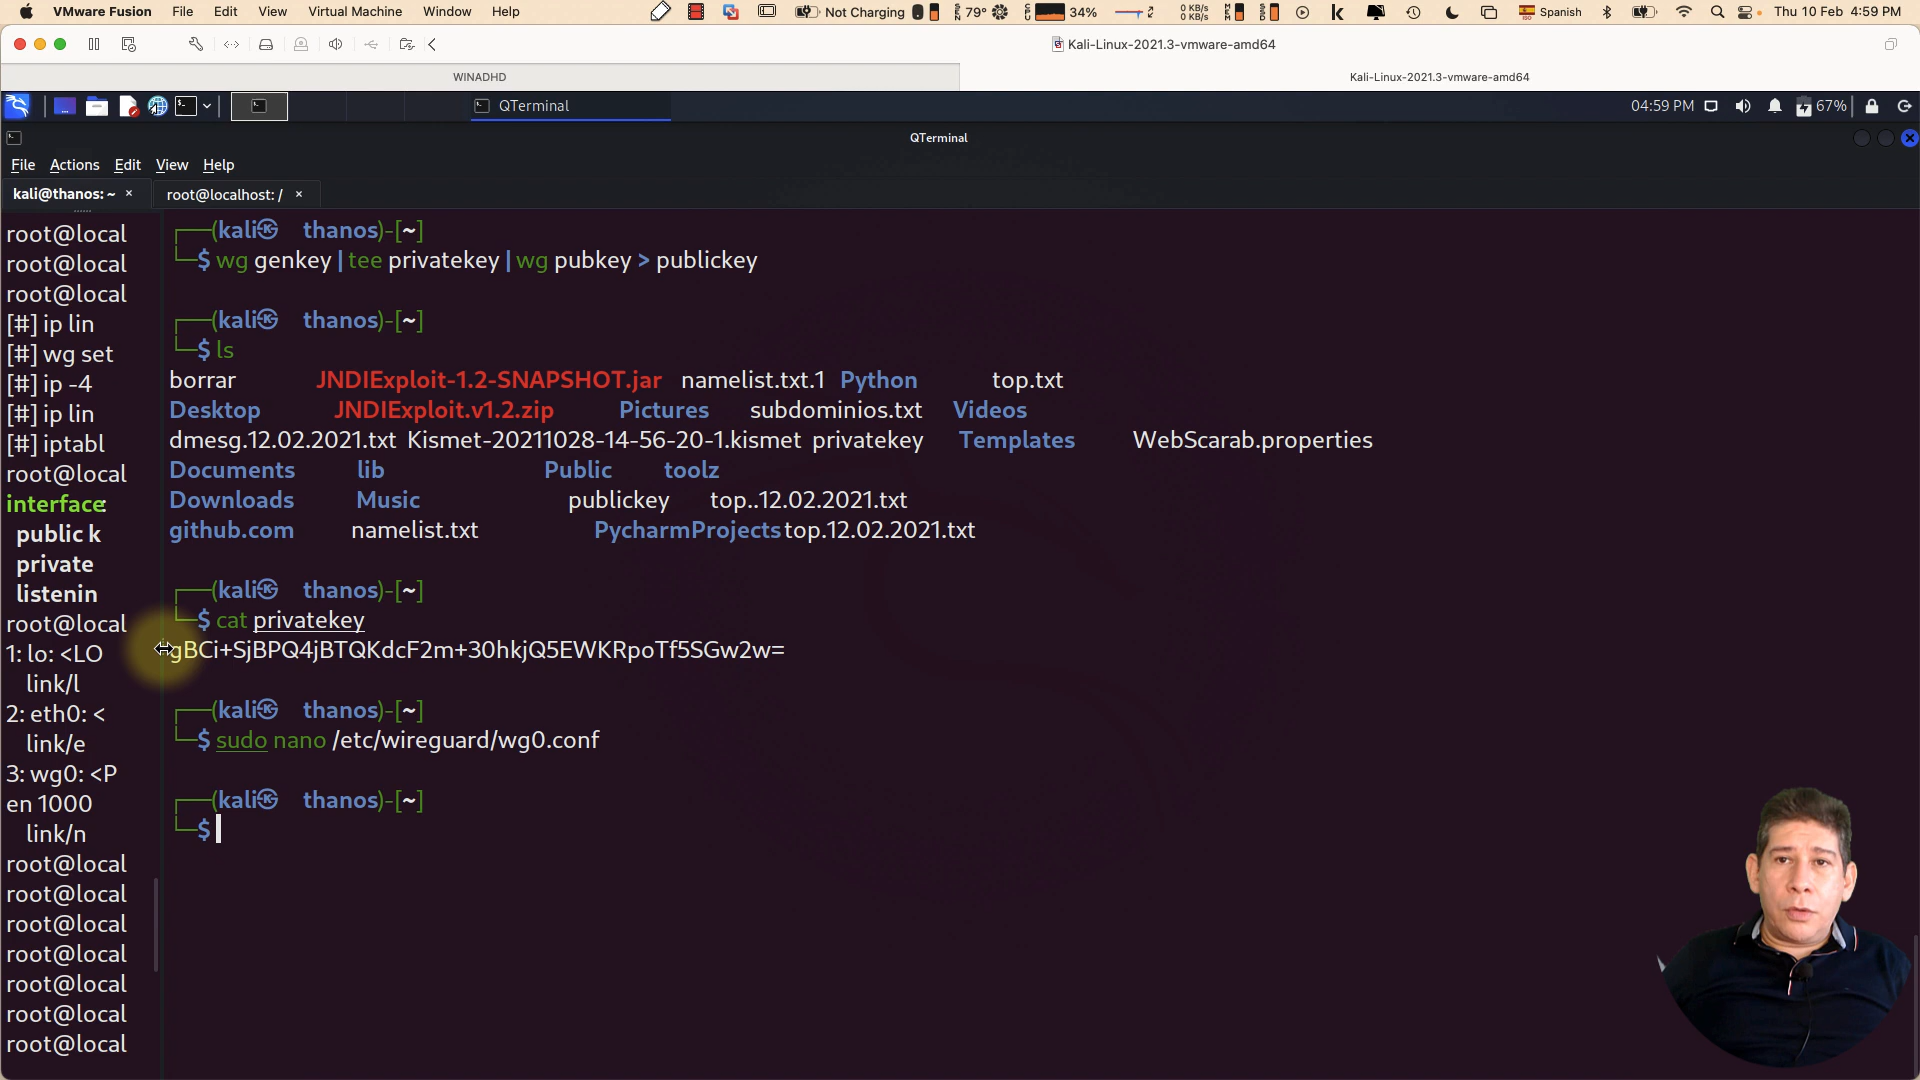 VMware Fusion File Edit View Virtual Machine Window Help Not Charging 79° 34% 0 KB/s 0 KB/s Spanish Thu 10 Feb 4:59 PM
Kali-Linux-2021.3-vmware-amd64
WINADHD Kali-Linux-2021.3-vmware-amd64
QTerminal 04:59 PM 67%
QTerminal
File Actions Edit View Help
kali@thanos: ~ × root@localhost: / ×
root@local
root@local
root@local
[#] ip lin
[#] wg set
[#] ip -4
[#] ip lin
[#] iptabl
root@local
interface:
public k
private
listenin
root@local
1: lo: <LO
link/l
2: eth0: <
link/e
3: wg0: <P
en 1000
link/n
root@local
root@local
root@local
root@local
root@local
root@local
root@local
┌──(kali㉿ thanos)-[~]
└─$ wg genkey | tee privatekey | wg pubkey > publickey
┌──(kali㉿ thanos)-[~]
└─$ ls
borrar JNDIExploit-1.2-SNAPSHOT.jar namelist.txt.1 Python top.txt
Desktop JNDIExploit.v1.2.zip Pictures subdominios.txt Videos
dmesg.12.02.2021.txt Kismet-20211028-14-56-20-1.kismet privatekey Templates WebScarab.properties
Documents lib Public toolz
Downloads Music publickey top..12.02.2021.txt
github.com namelist.txt PycharmProjects top.12.02.2021.txt
┌──(kali㉿ thanos)-[~]
└─$ cat privatekey
gBCi+SjBPQ4jBTQKdcF2m+30hkjQ5EWKRpoTf5SGw2w=
┌──(kali㉿ thanos)-[~]
└─$ sudo nano /etc/wireguard/wg0.conf
┌──(kali㉿ thanos)-[~]
└─$